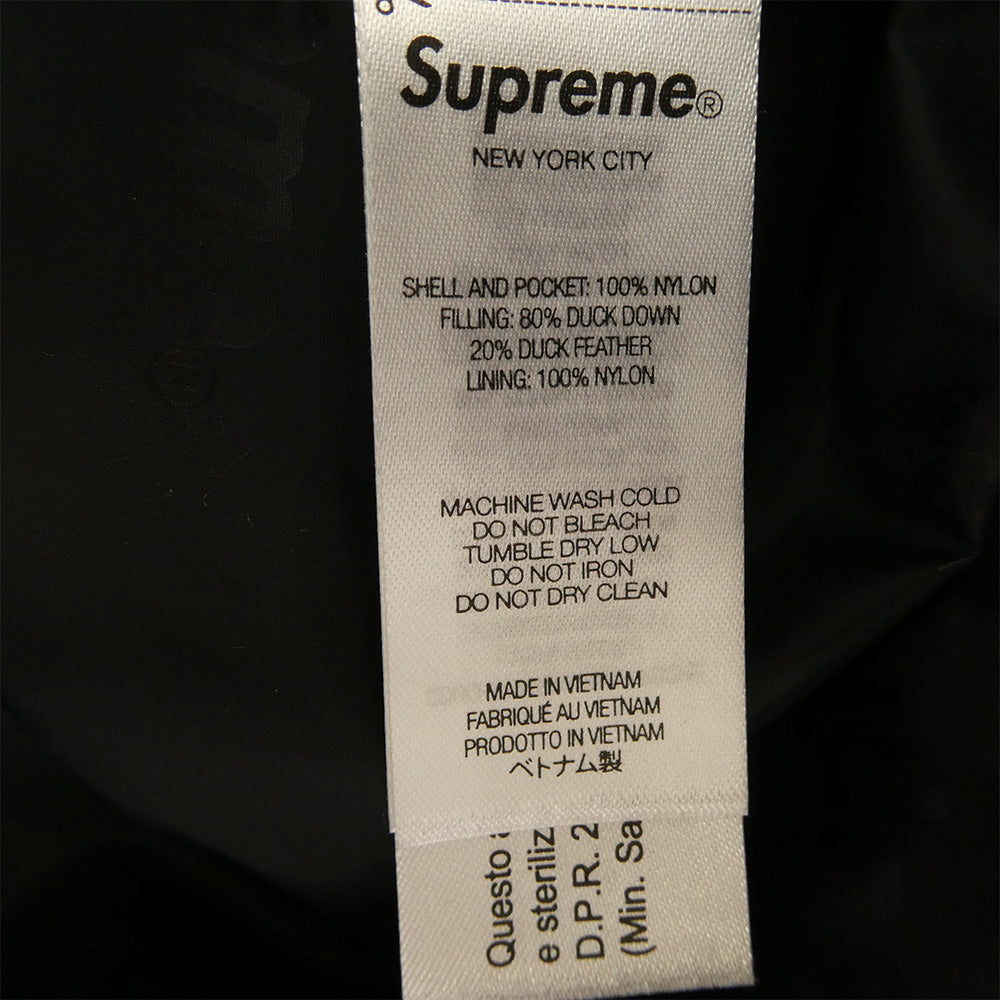 Supreme®
NEW YORK CITY
SHELL AND POCKET: 100% NYLON
FILLING: 80% DUCK DOWN
20% DUCK FEATHER
LINING: 100% NYLON
MACHINE WASH COLD
DO NOT BLEACH
TUMBLE DRY LOW
DO NOT IRON
DO NOT DRY CLEAN
MADE IN VIETNAM
FABRIQUÉ AU VIETNAM
PRODOTTO IN VIETNAM
ベトナム製
Questo
e steriliz
D.P.R. 2
(Min. Sa